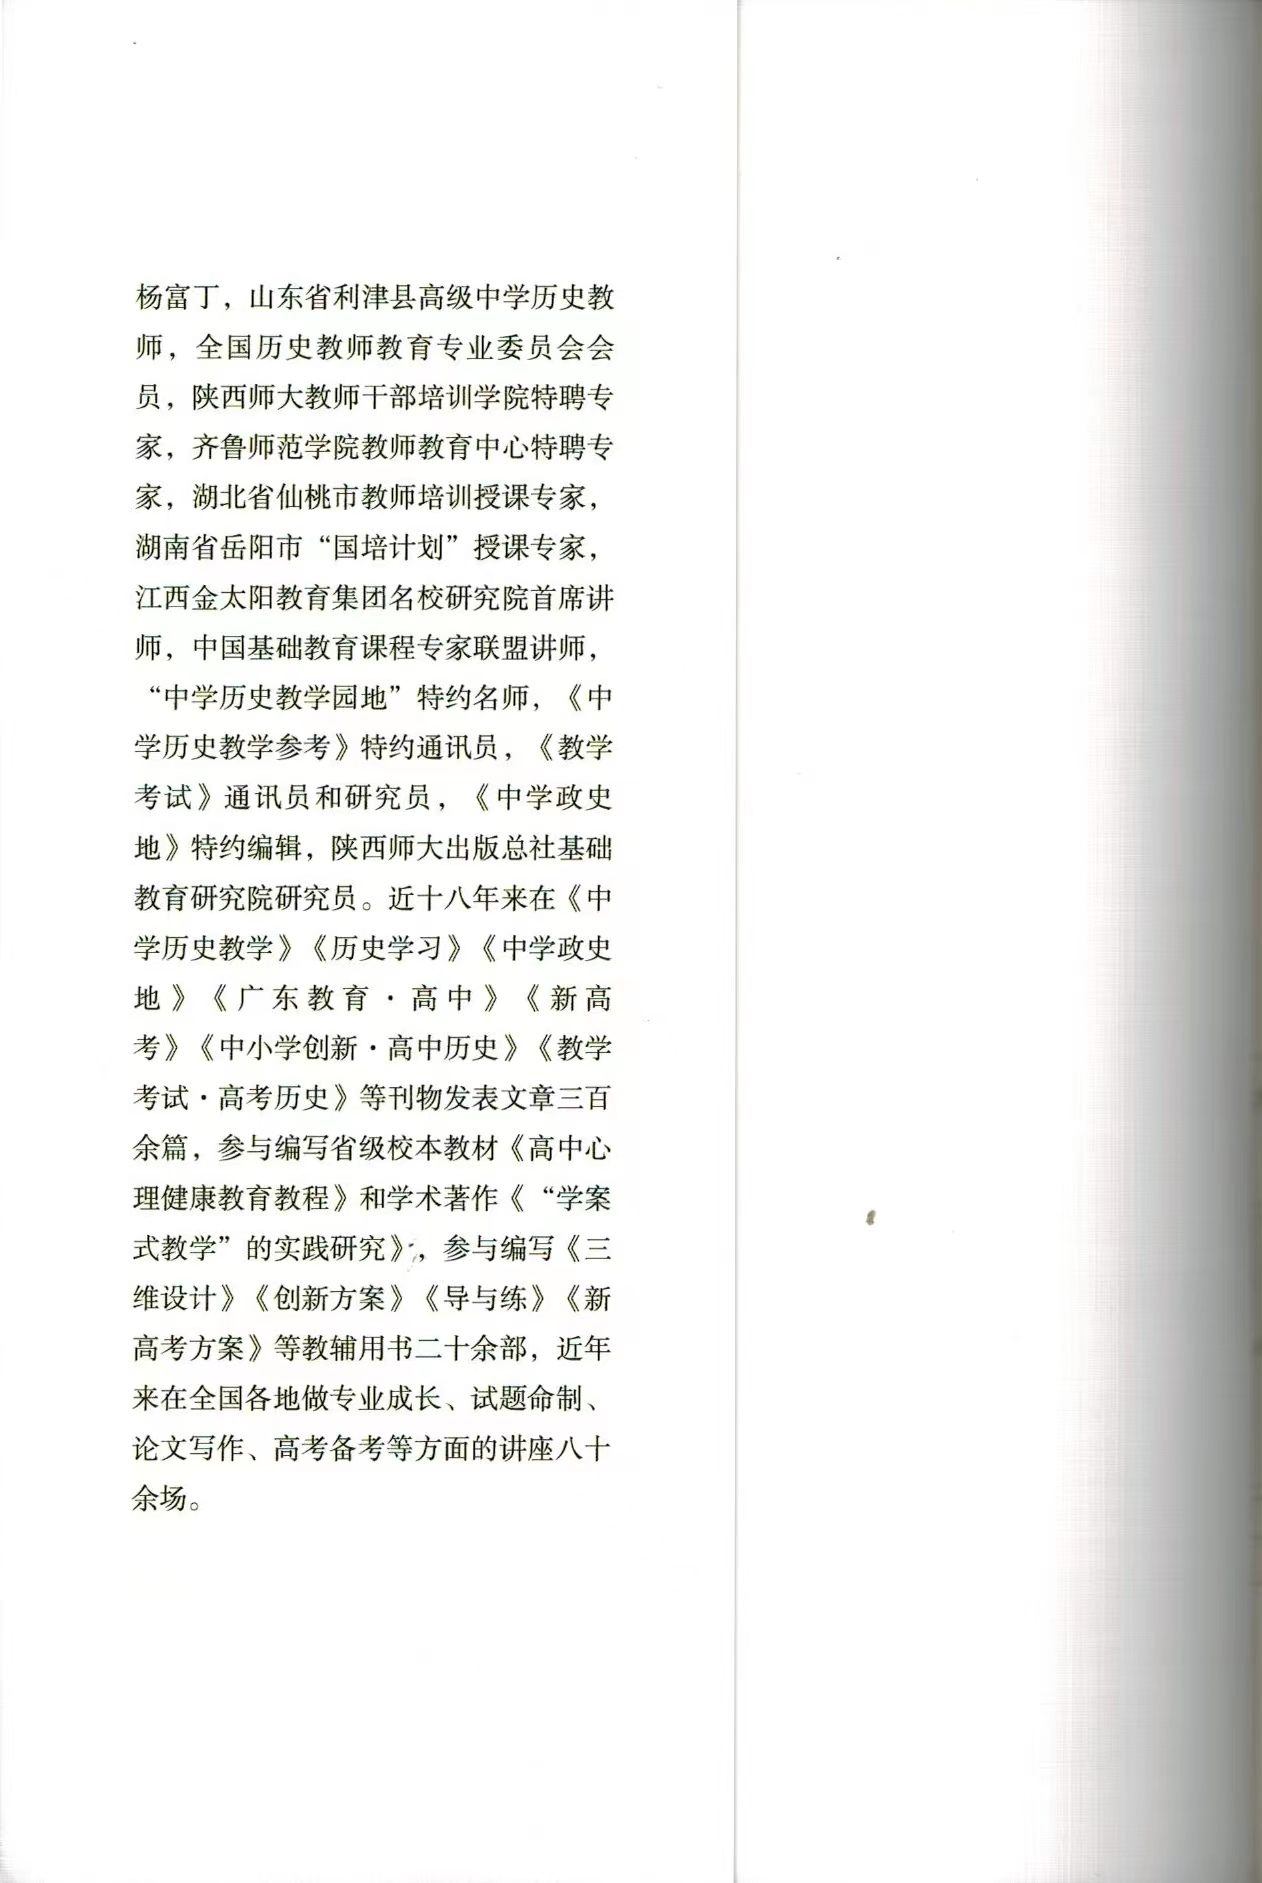 杨富丁，山东省利津县高级中学历史教
师，全国历史教师教育专业委员会会
员，陕西师大教师干部培训学院特聘专
家，齐鲁师范学院教师教育中心特聘专
家，湖北省仙桃市教师培训授课专家，
湖南省岳阳市“国培计划”授课专家，
江西金太阳教育集团名校研究院首席讲
师，中国基础教育课程专家联盟讲师，
“中学历史教学园地”特约名师，《中
学历史教学参考》特约通讯员，《教学
考试》通讯员和研究员，《中学政史
地》特约编辑，陕西师大出版总社基础
教育研究院研究员。近十八年来在《中
学历史教学》《历史学习》《中学政史
地》《广东教育·高中》《新高
考》《中小学创新·高中历史》《教学
考试·高考历史》等刊物发表文章三百
余篇，参与编写省级校本教材《高中心
理健康教育教程》和学术著作《“学案
式教学”的实践研究》，参与编写《三
维设计》《创新方案》《导与练》《新
高考方案》等教辅用书二十余部，近年
来在全国各地做专业成长、试题命制、
论文写作、高考备考等方面的讲座八十
余场。